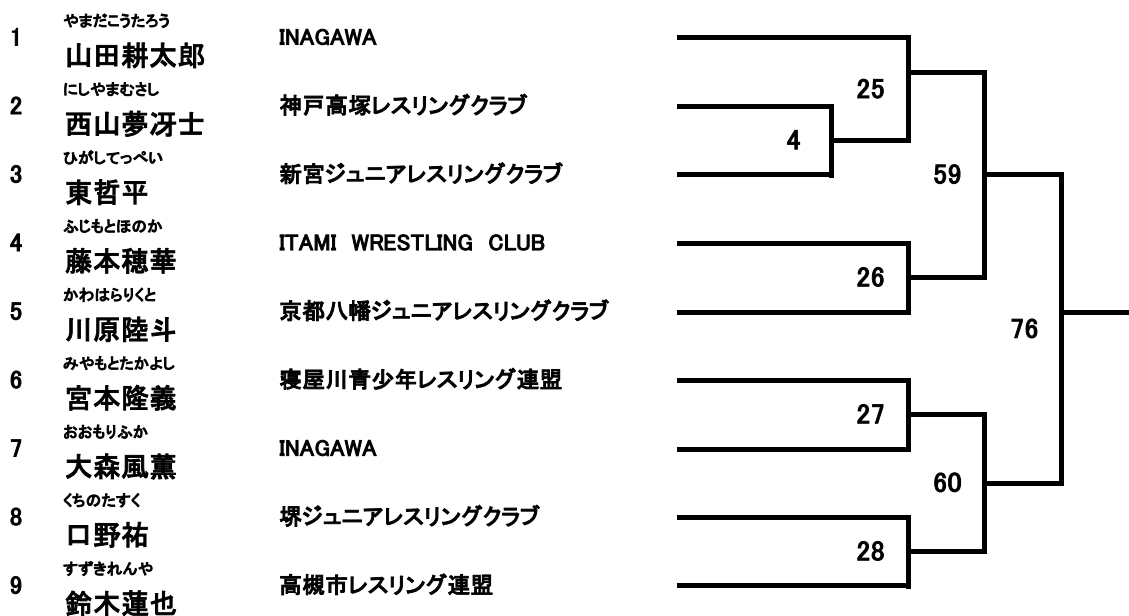 やまだこうたろう
1 山田耕太郎 INAGAWA
にしやまむさし
2 西山夢冴士 神戸高塚レスリングクラブ
ひがしてっぺい
3 東哲平 新宮ジュニアレスリングクラブ
ふじもとほのか
4 藤本穂華 ITAMI WRESTLING CLUB
かわはらりくと
5 川原陸斗 京都八幡ジュニアレスリングクラブ
みやもとたかよし
6 宮本隆義 寝屋川青少年レスリング連盟
おおもりふか
7 大森風薫 INAGAWA
くちのたすく
8 口野祐 堺ジュニアレスリングクラブ
すずきれんや
9 鈴木蓮也 高槻市レスリング連盟
25
4
59
26
76
27
60
28